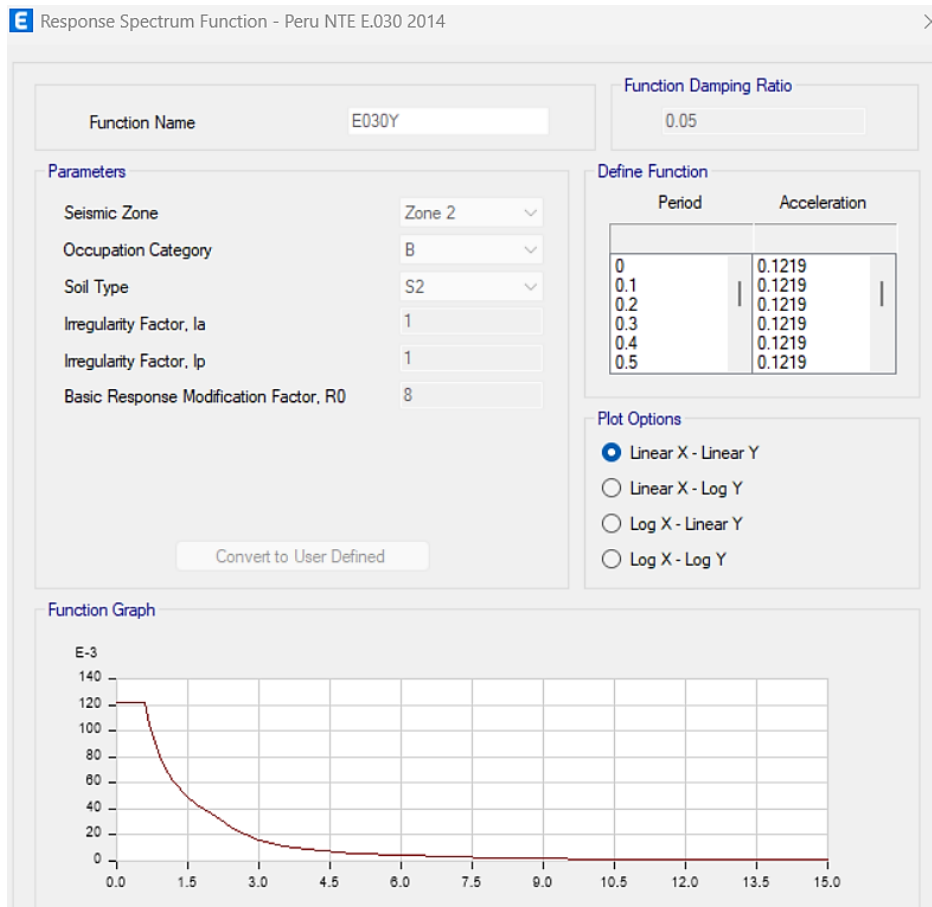 E Response Spectrum Function - Peru NTE E.030 2014
Function Name
E030Y
Function Damping Ratio
0.05
Parameters
Seismic Zone
Zone 2
Occupation Category
B
Soil Type
S2
Irregularity Factor, Ia
1
Irregularity Factor, Ip
1
Basic Response Modification Factor, R0
8
Convert to User Defined
Define Function
Period Acceleration
0 0.1219
0.1 0.1219
0.2 0.1219
0.3 0.1219
0.4 0.1219
0.5 0.1219
Plot Options
Linear X - Linear Y
Linear X - Log Y
Log X - Linear Y
Log X - Log Y
Function Graph
E-3
140
120
100
80
60
40
20
0
0.0 1.5 3.0 4.5 6.0 7.5 9.0 10.5 12.0 13.5 15.0